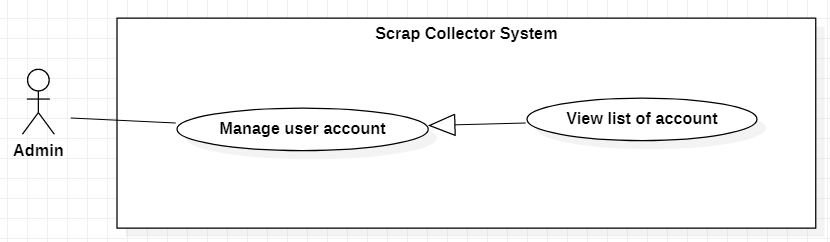 Scrap Collector System
Admin
Manage user account
View list of account